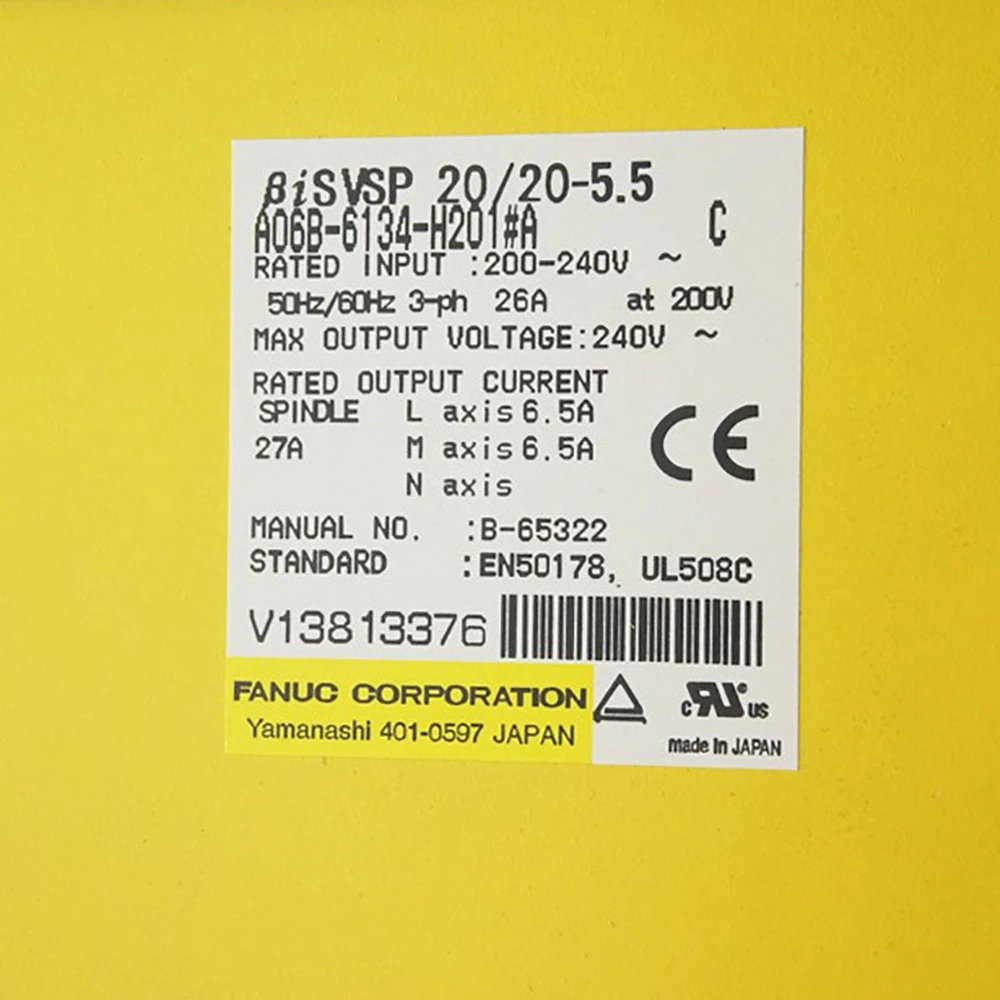 βiSVSP 20/20-5.5
A06B-6134-H201#A C
RATED INPUT :200-240V ~
50Hz/60Hz 3-ph 26A at 200V
MAX OUTPUT VOLTAGE:240V ~
RATED OUTPUT CURRENT
SPINDLE L axis 6.5A
27A M axis 6.5A
N axis
MANUAL NO. :B-65322
STANDARD :EN50178, UL508C
V13813376
FANUC CORPORATION
Yamanashi 401-0597 JAPAN
CE
c RU US
made in JAPAN